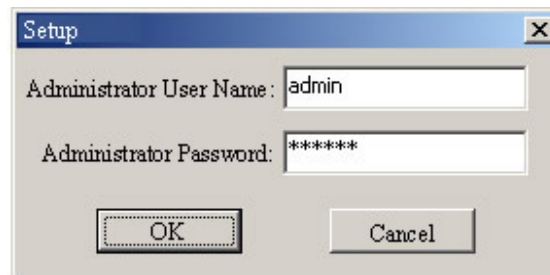 Setup
Administrator User Name: admin
Administrator Password: ******
OK Cancel